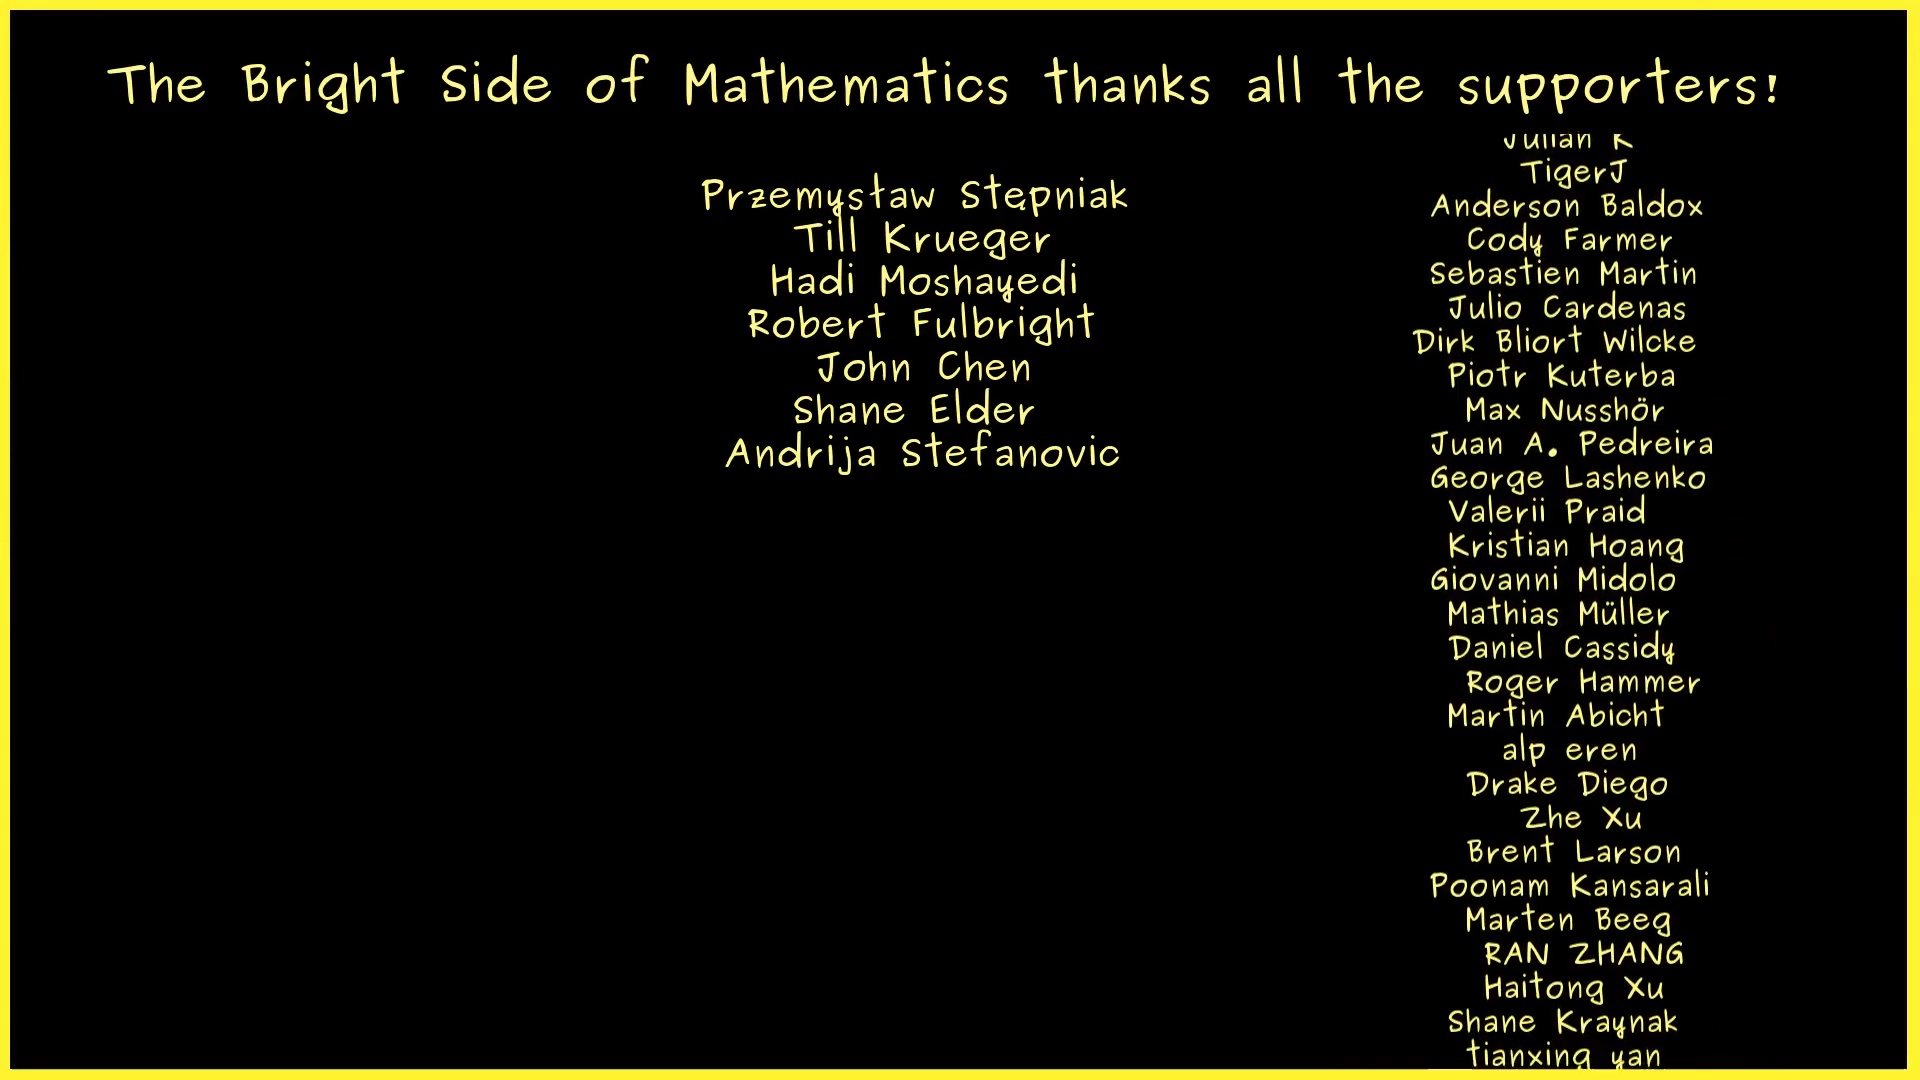 The Bright Side of Mathematics thanks all the supporters!
Przemysław Stępniak
Till Krueger
Hadi Moshayedi
Robert Fulbright
John Chen
Shane Elder
Andrija Stefanovic
Julian K
TigerJ
Anderson Baldox
Cody Farmer
Sebastien Martin
Julio Cardenas
Dirk Bliort Wilcke
Piotr Kuterba
Max Nusshör
Juan A. Pedreira
George Lashenko
Valerii Praid
Kristian Hoang
Giovanni Midolo
Mathias Müller
Daniel Cassidy
Roger Hammer
Martin Abicht
alp eren
Drake Diego
Zhe Xu
Brent Larson
Poonam Kansarali
Marten Beeg
RAN ZHANG
Haitong Xu
Shane Kraynak
tianxing yan